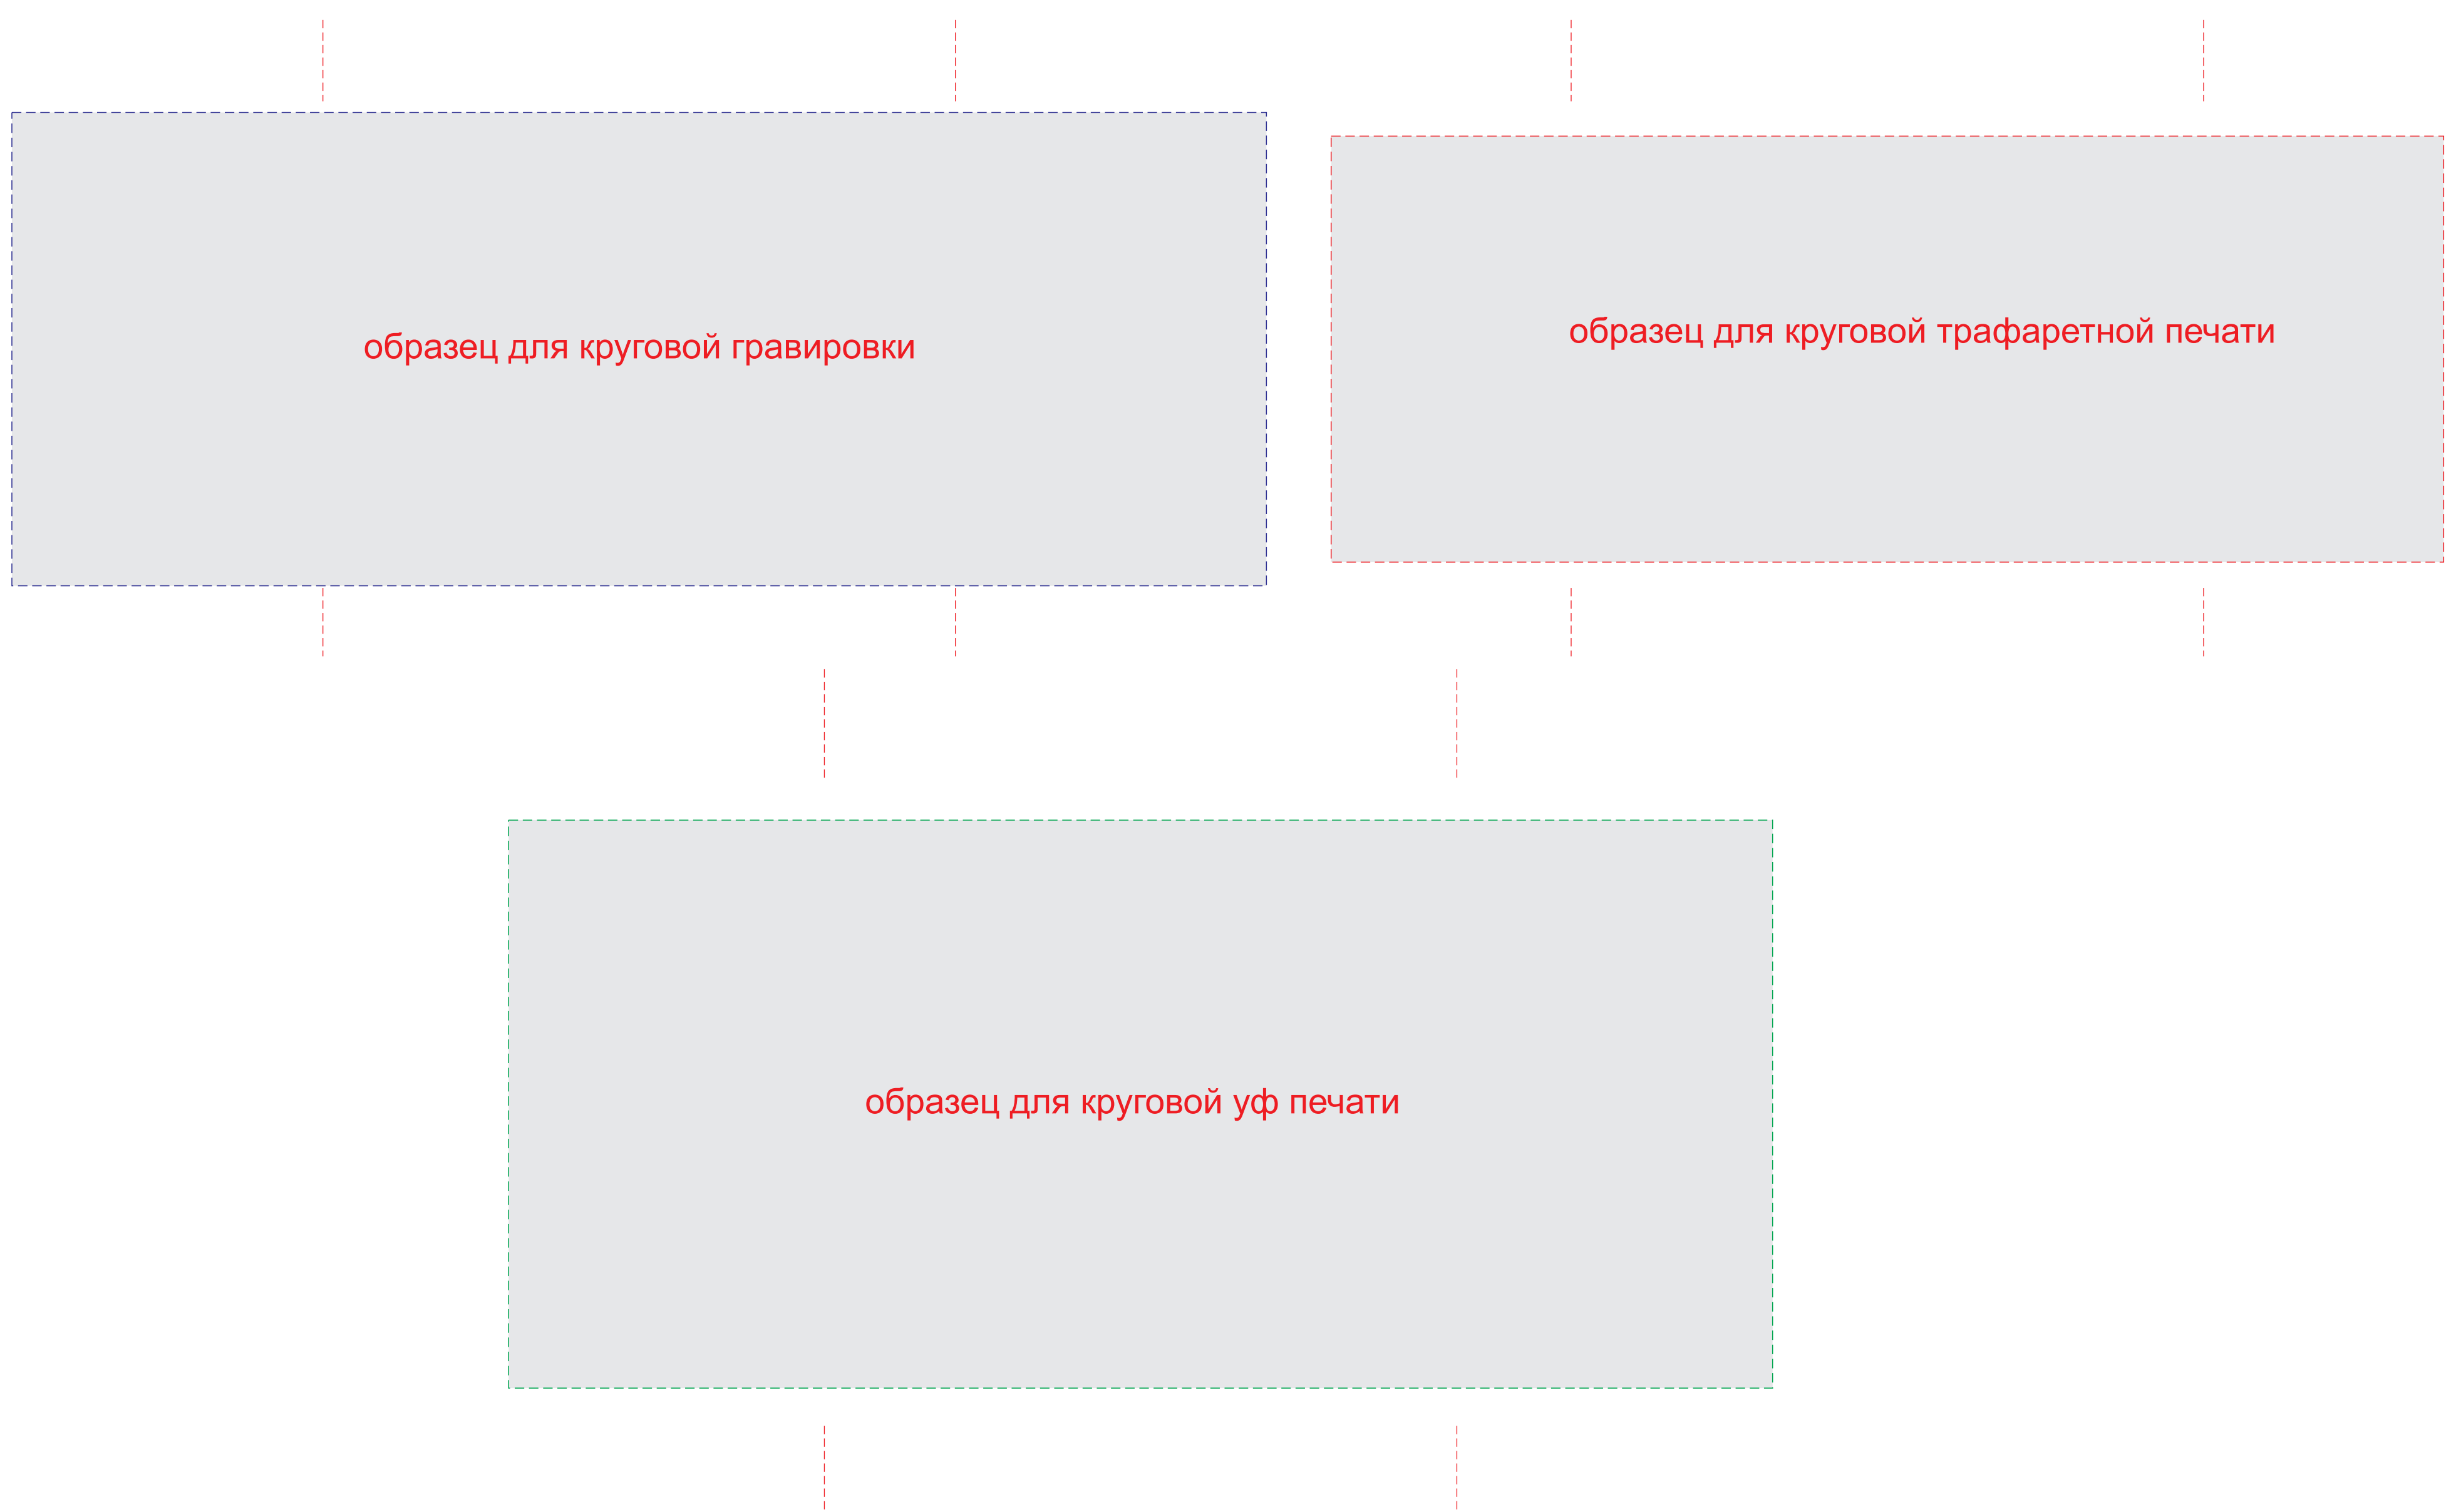 образец для круговой гравировки
образец для круговой трафаретной печати
образец для круговой уф печати